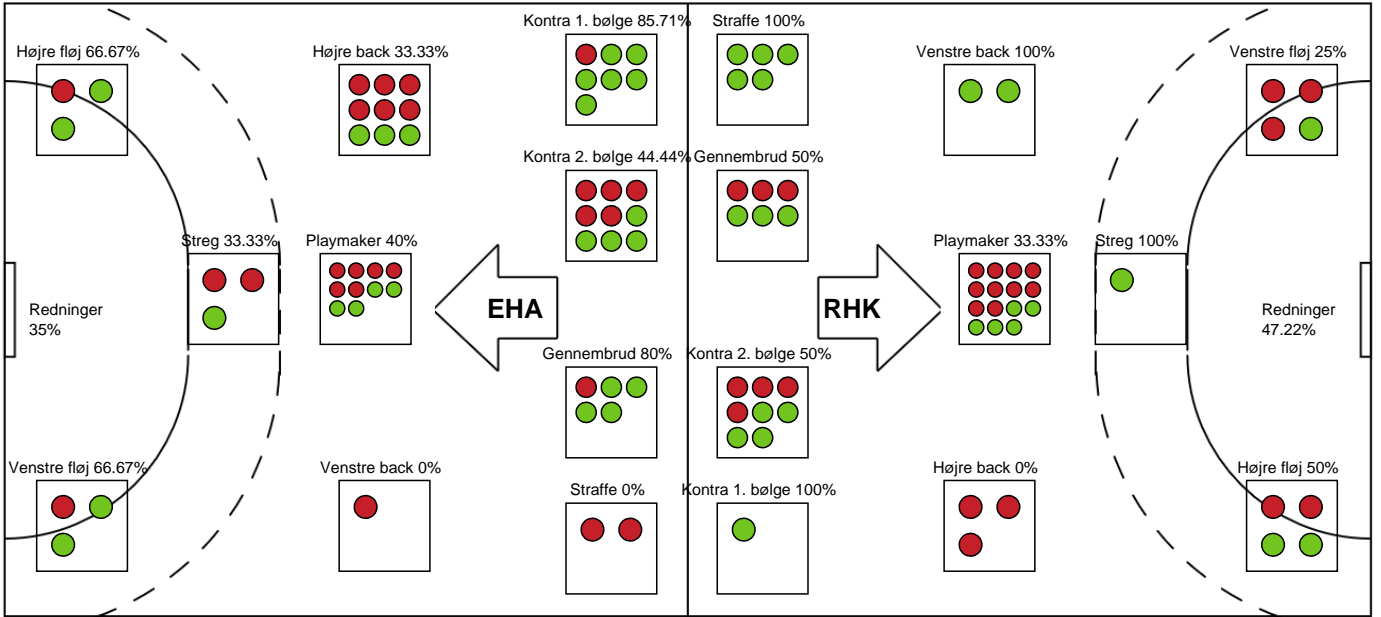 Kontra 1. bølge 85.71%
Straffe 100%
Højre fløj 66.67%
Højre back 33.33%
Venstre back 100%
Venstre fløj 25%
Kontra 2. bølge 44.44%
Gennembrud 50%
Streg 33.33%
Playmaker 40%
Playmaker 33.33%
Streg 100%
EHA
RHK
Redninger
35%
Redninger
47.22%
Gennembrud 80%
Kontra 2. bølge 50%
Venstre fløj 66.67%
Venstre back 0%
Højre back 0%
Højre fløj 50%
Straffe 0%
Kontra 1. bølge 100%